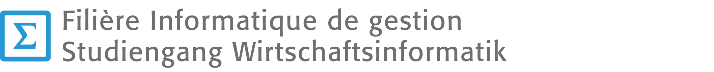 Σ
Filière Informatique de gestion
Studiengang Wirtschaftsinformatik